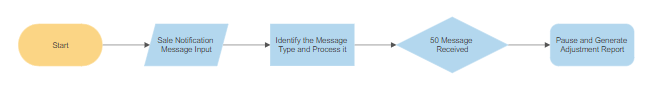 Start
Sale Notification
Message Input
Identify the Message
Type and Process it
50 Message
Received
Pause and Generate
Adjustment Report